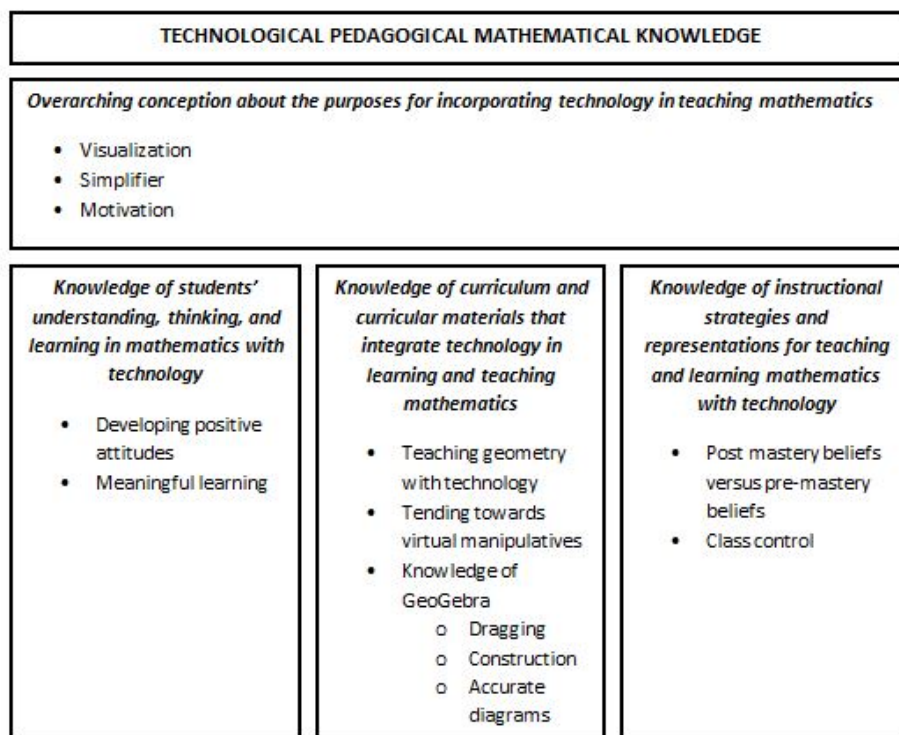 TECHNOLOGICAL PEDAGOGICAL MATHEMATICAL KNOWLEDGE
Overarching conception about the purposes for incorporating technology in teaching mathematics
• Visualization
• Simplifier
• Motivation
Knowledge of students'
understanding, thinking, and
learning in mathematics with
technology
• Developing positive
attitudes
• Meaningful learning
Knowledge of curriculum and
curricular materials that
integrate technology in
learning and teaching
mathematics
• Teaching geometry
with technology
• Tending towards
virtual manipulatives
• Knowledge of
GeoGebra
o Dragging
o Construction
o Accurate
diagrams
Knowledge of instructional
strategies and
representations for teaching
and learning mathematics
with technology
• Post mastery beliefs
versus pre-mastery
beliefs
• Class control